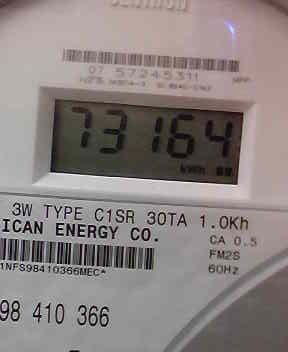 CENTRON
07 57245311
73164
kWh
3W TYPE C1SR 30TA 1.0Kh
ICAN ENERGY CO.
CA 0.5
FM2S
60Hz
1NFS98410366MEC*
98 410 366